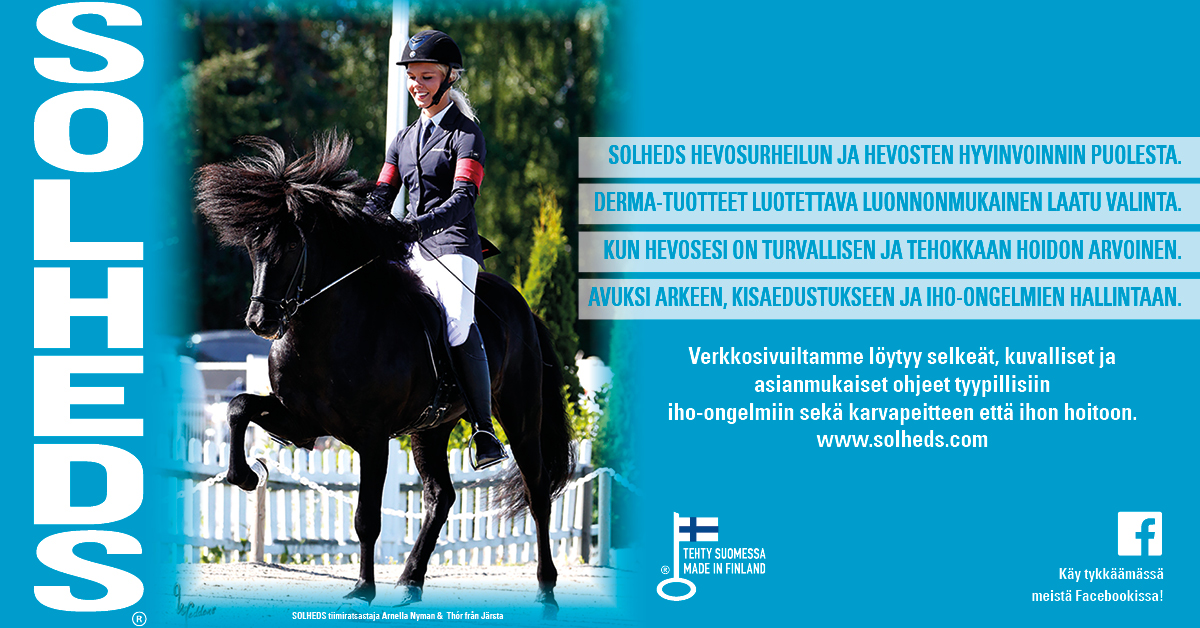 SOLHEDS
®
SOLHEDS HEVOSURHEILUN JA HEVOSTEN HYVINVOINNIN PUOLESTA.
DERMA-TUOTTEET LUOTETTAVA LUONNONMUKAINEN LAATU VALINTA.
KUN HEVOSESI ON TURVALLISEN JA TEHOKKAAN HOIDON ARVOINEN.
AVUKSI ARKEEN, KISAEDUSTUKSEEN JA IHO-ONGELMIEN HALLINTAAN.
Verkkosivuiltamme löytyy selkeät, kuvalliset ja
asianmukaiset ohjeet tyypillisiin
iho-ongelmiin sekä karvapeitteen että ihon hoitoon.
www.solheds.com
TEHTY SUOMESSA
® MADE IN FINLAND
Käy tykkäämässä
meistä Facebookissa!
SOLHEDS tiimiratsastaja Arnella Nyman & Thór från Järsta